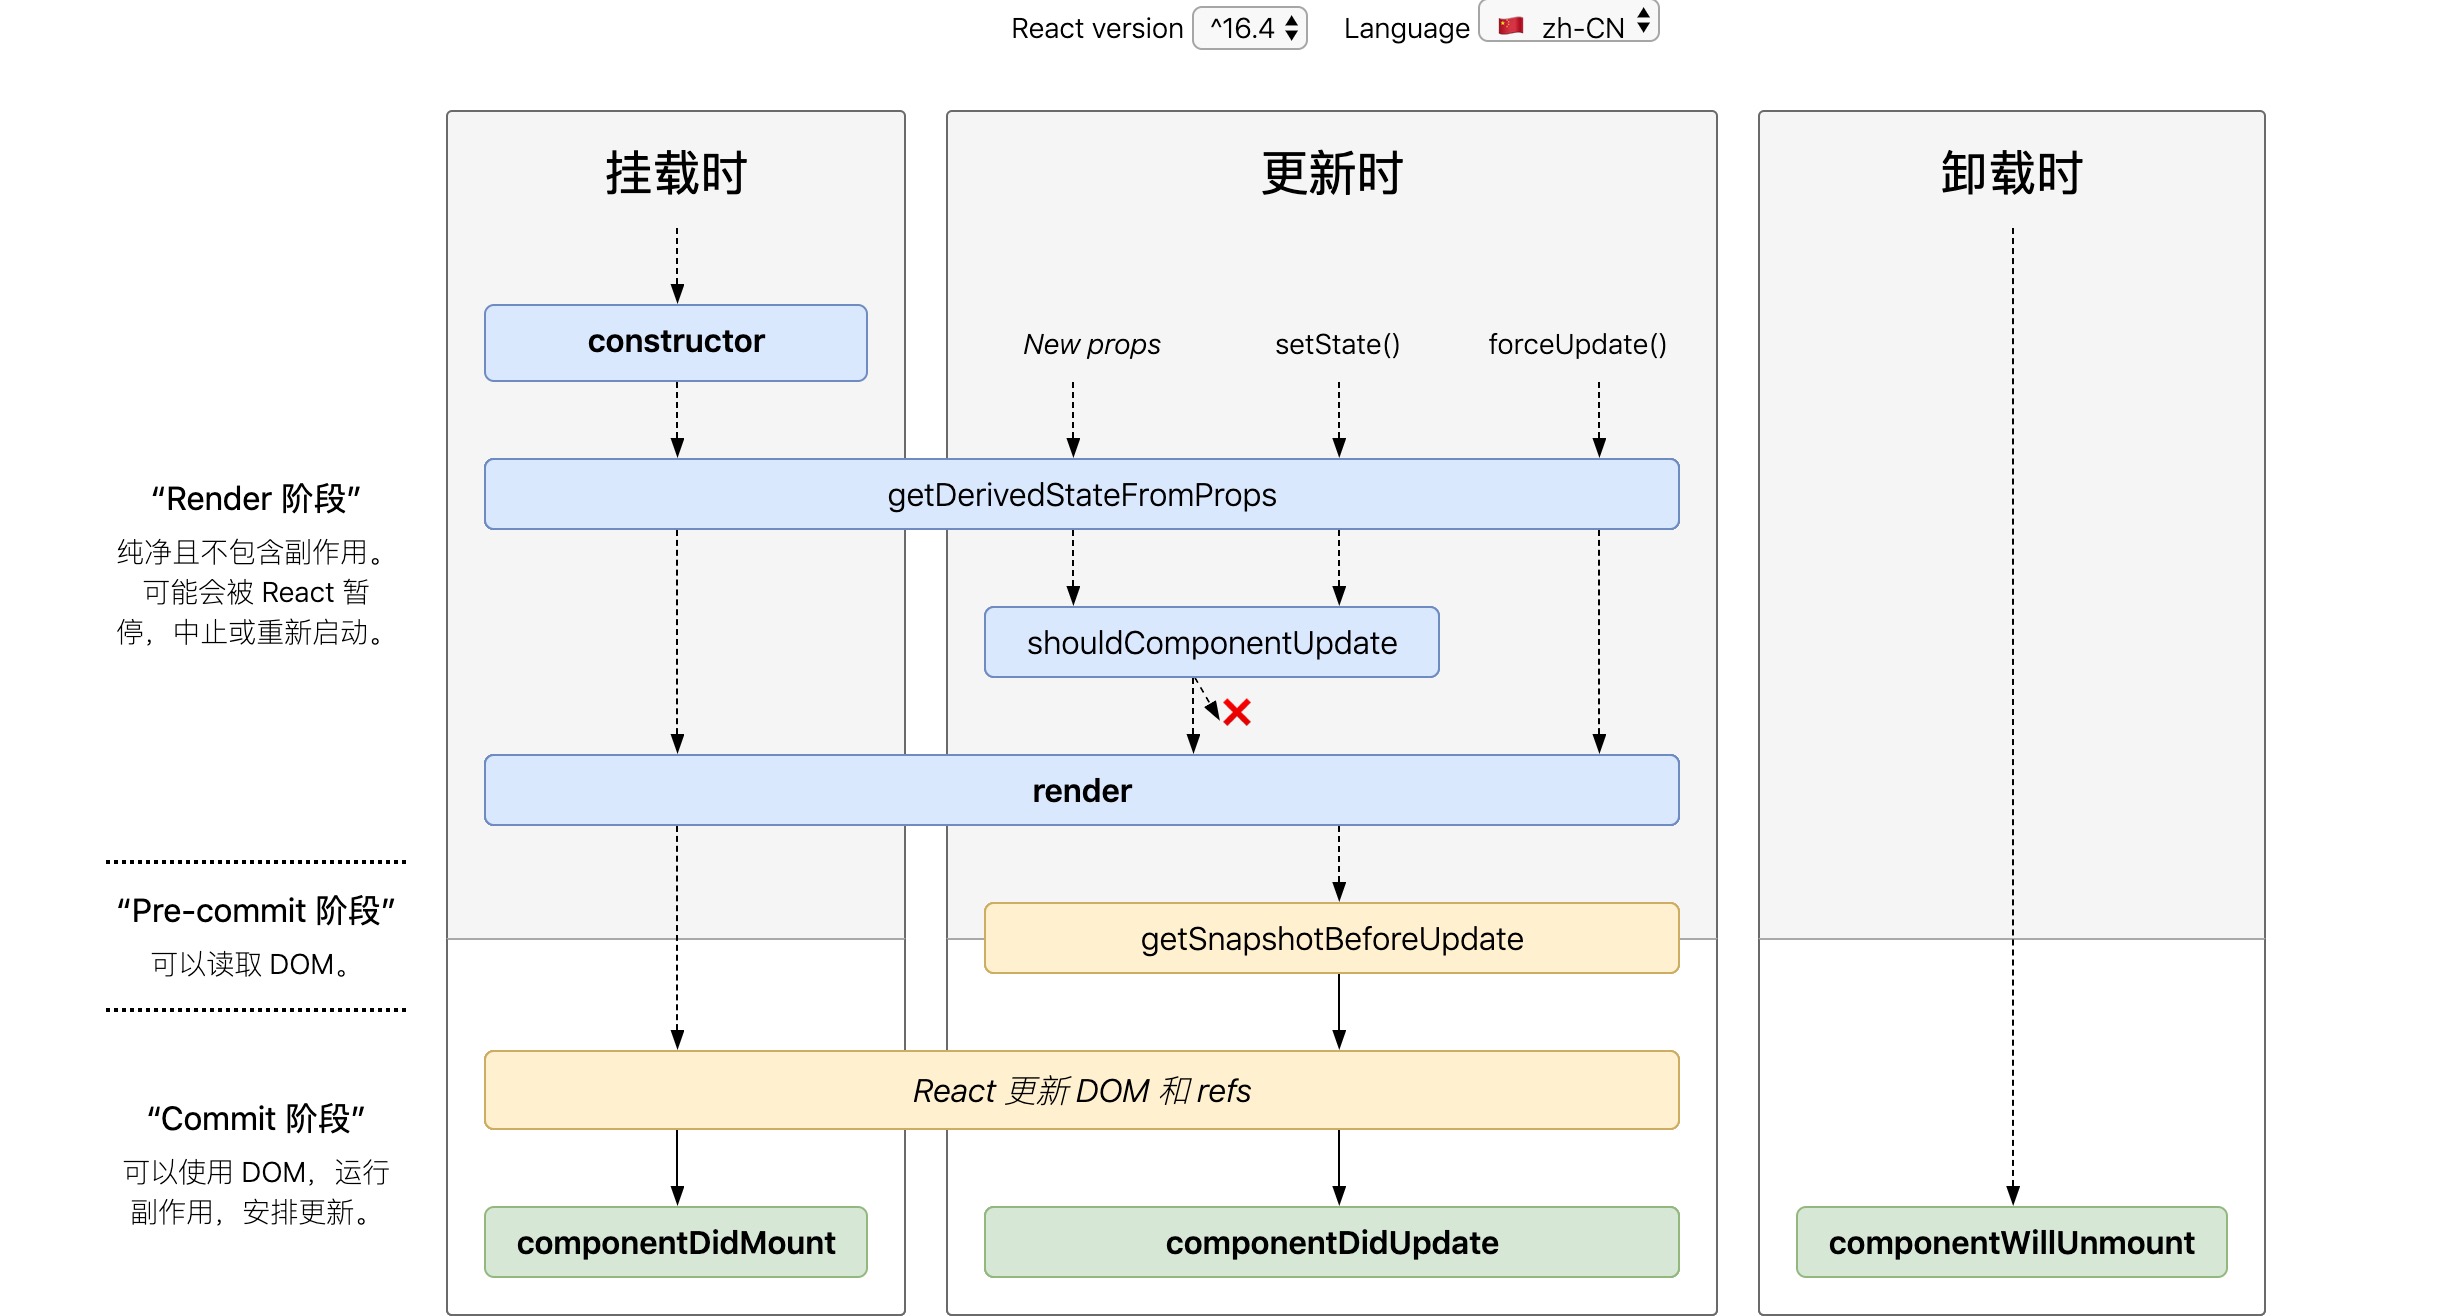 React version ^16.4 Language 🇨🇳 zh-CN
挂载时
更新时
卸载时
constructor
New props
setState()
forceUpdate()
getDerivedStateFromProps
“Render 阶段”
纯净且不包含副作用。
可能会被 React 暂
停，中止或重新启动。
shouldComponentUpdate
render
“Pre-commit 阶段”
可以读取 DOM。
getSnapshotBeforeUpdate
React 更新 DOM 和 refs
“Commit 阶段”
可以使用 DOM，运行
副作用，安排更新。
componentDidMount
componentDidUpdate
componentWillUnmount